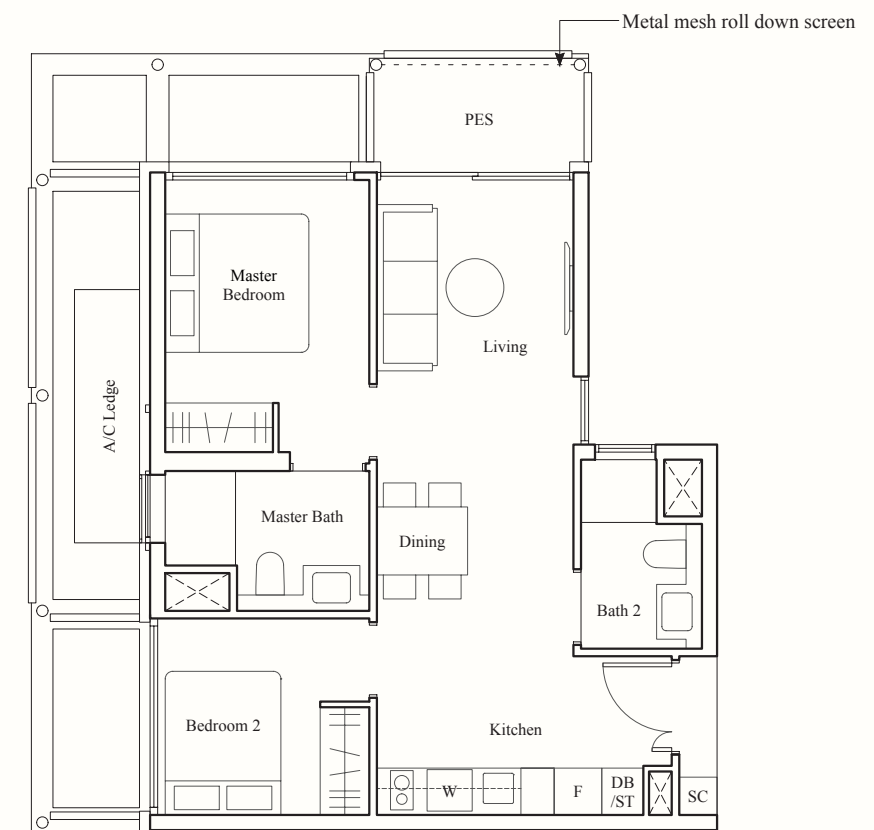 Metal mesh roll down screen
PES
Master
Bedroom
Living
A/C Ledge
Master Bath
Dining
Bath 2
Bedroom 2
Kitchen
W
F
DB
/ST
SC